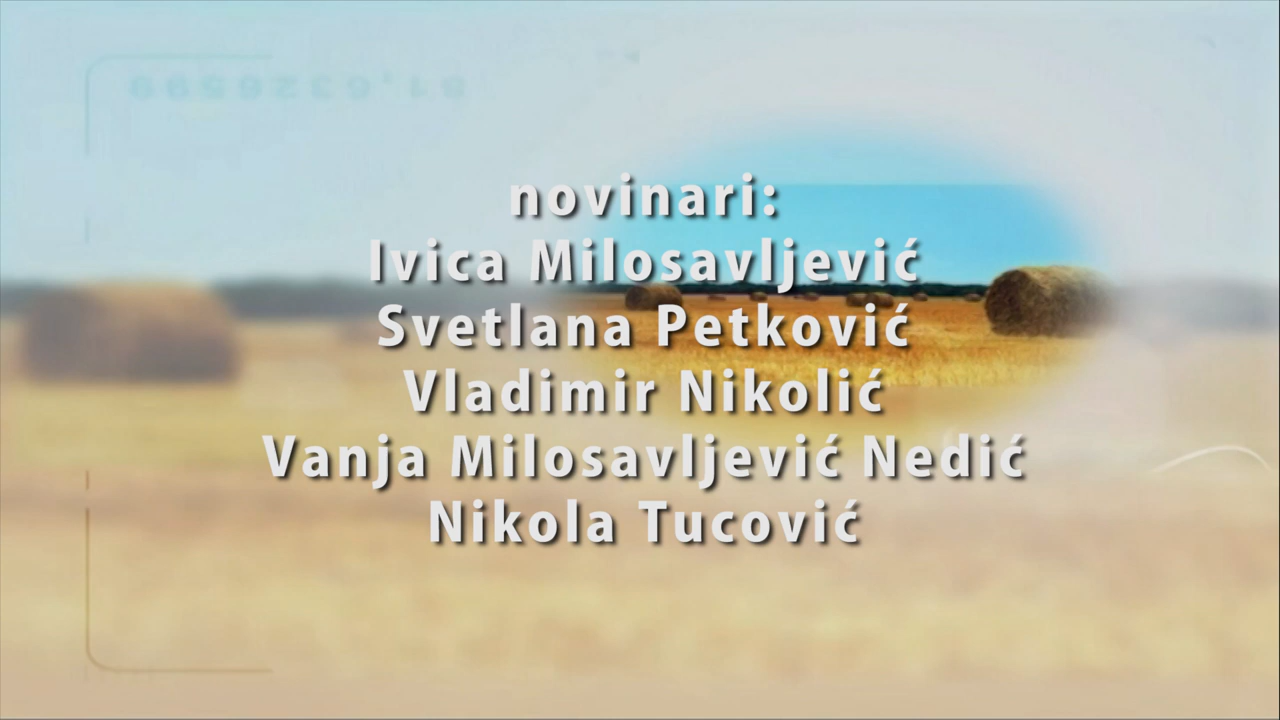 novinari:
Ivica Milosavljević
Svetlana Petković
Vladimir Nikolić
Vanja Milosavljević Nedić
Nikola Tucović